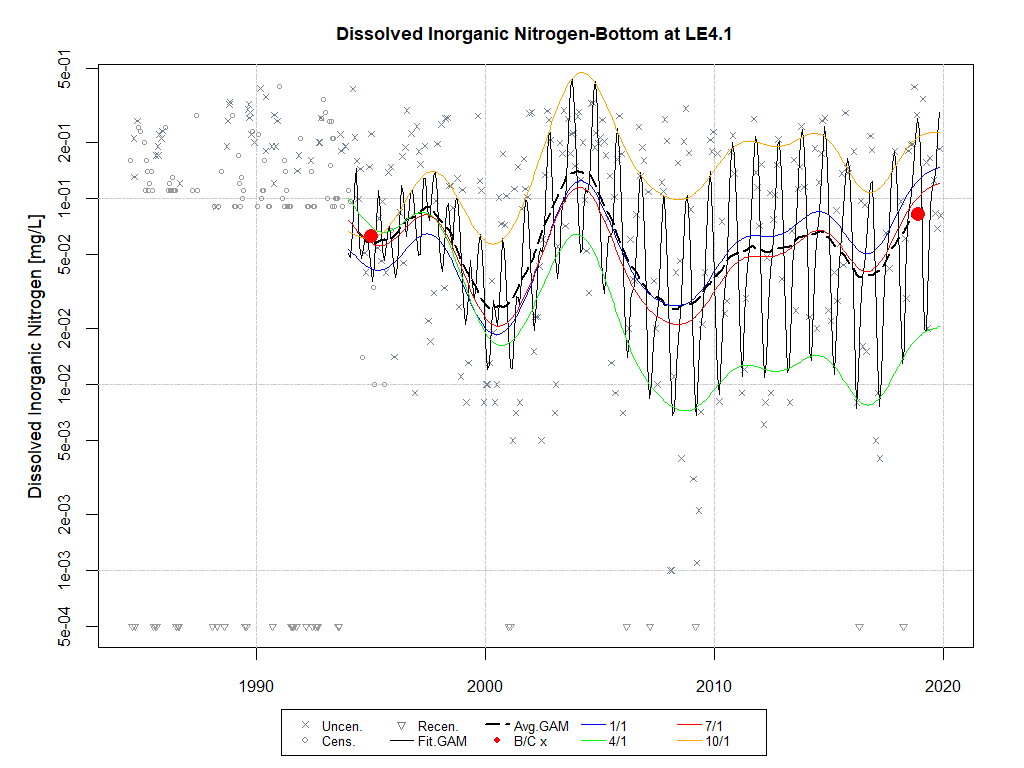 Dissolved Inorganic Nitrogen-Bottom at LE4.1
Dissolved Inorganic Nitrogen [mg/L]
5e-01
2e-01
1e-01
5e-02
2e-02
1e-02
5e-03
2e-03
1e-03
5e-04
1990 2000 2010 2020
Uncen. Recen. Avg.GAM 1/1 7/1
Cens. Fit.GAM B/C x 4/1 10/1